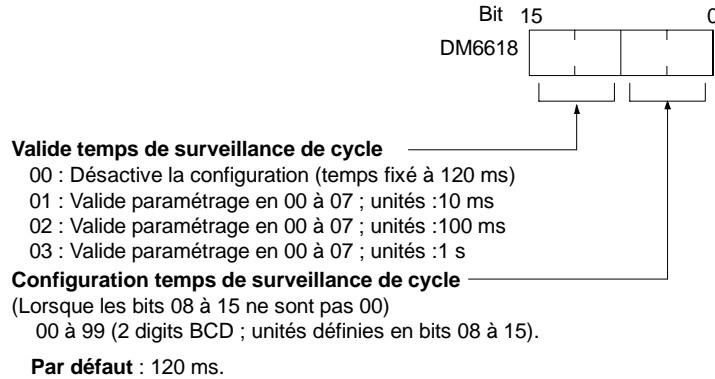 Bit 15 0
DM6618
Valide temps de surveillance de cycle
00 : Désactive la configuration (temps fixé à 120 ms)
01 : Valide paramétrage en 00 à 07 ; unités :10 ms
02 : Valide paramétrage en 00 à 07 ; unités :100 ms
03 : Valide paramétrage en 00 à 07 ; unités :1 s
Configuration temps de surveillance de cycle
(Lorsque les bits 08 à 15 ne sont pas 00)
00 à 99 (2 digits BCD ; unités définies en bits 08 à 15).
Par défaut : 120 ms.